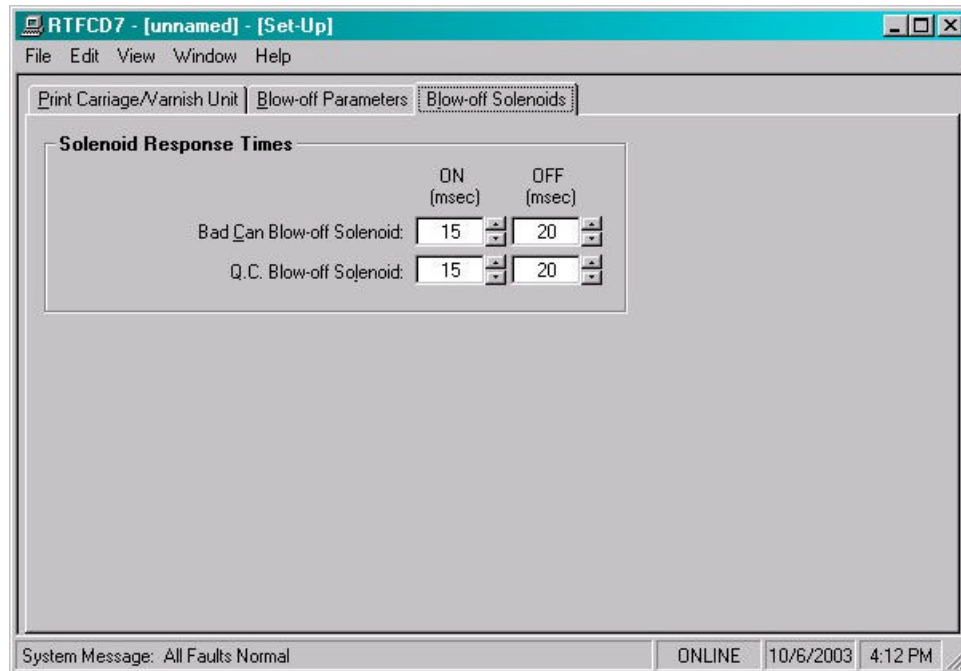 RTFCD7 - [unnamed] - [Set-Up]
File Edit View Window Help
Print Carriage/Varnish Unit Blow-off Parameters Blow-off Solenoids
Solenoid Response Times
ON OFF
(msec) (msec)
Bad Can Blow-off Solenoid: 15 20
Q.C. Blow-off Solenoid: 15 20
System Message: All Faults Normal ONLINE 10/6/2003 4:12 PM